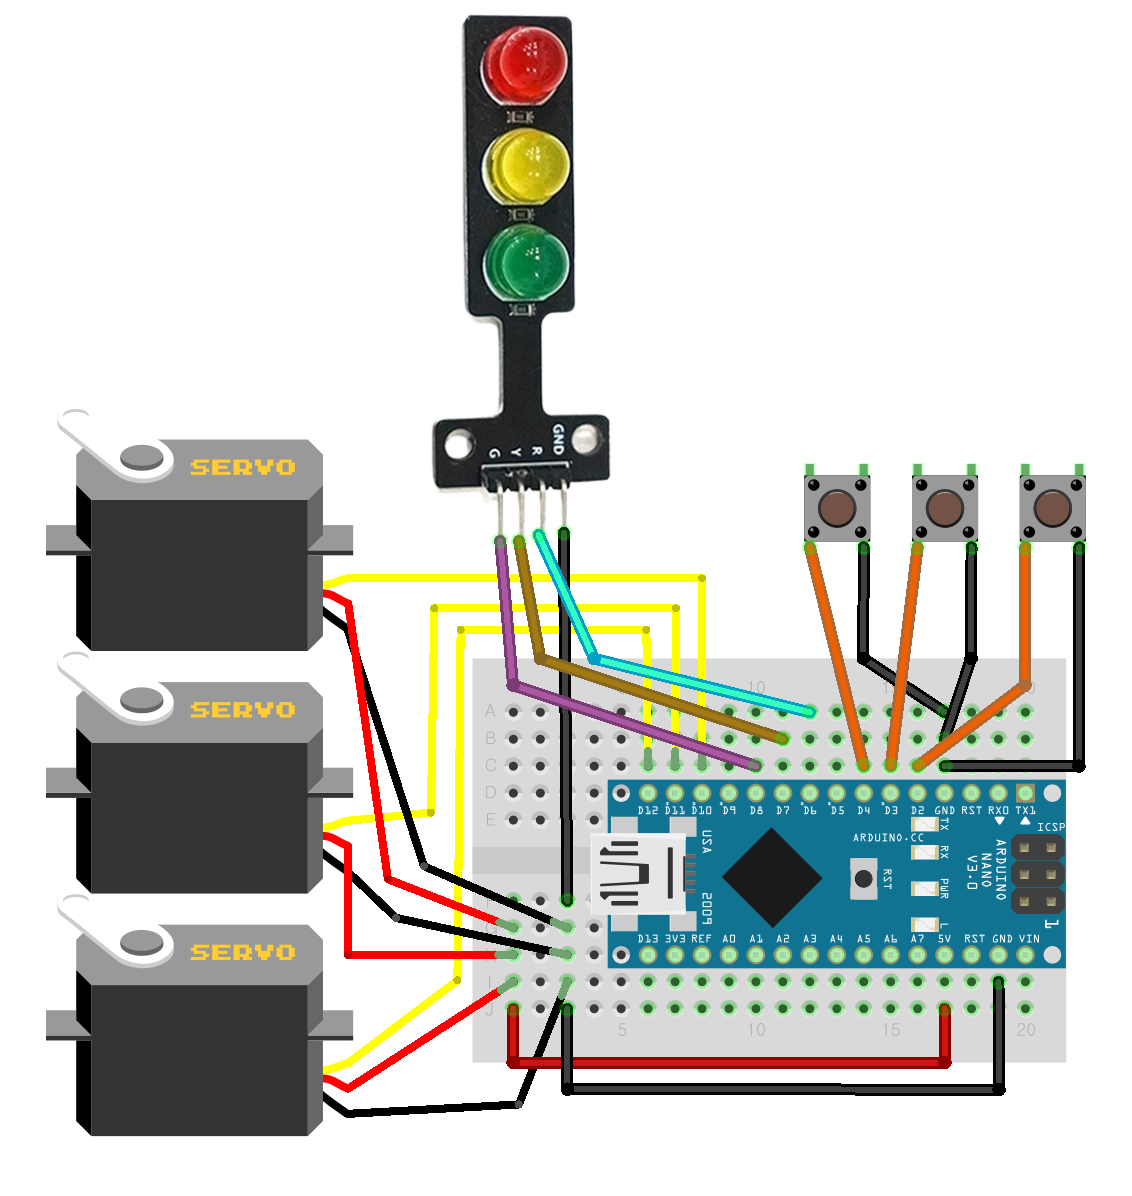 G Y R GND
SERVO
SERVO
SERVO
10
A
B
C
D
E
D12 D11 D10 D9 D8 D7 D6 D5 D4 D3 D2 GND RST RX0 TX1
TX
RX
PWR
L
USA
2009
ARDUINO.CC
RST
ARDUINO
NANO
V3.0
ICSP
1
D13 3V3 REF A0 A1 A2 A3 A4 A5 A6 A7 5V RST GND VIN
J
5 10 15 20